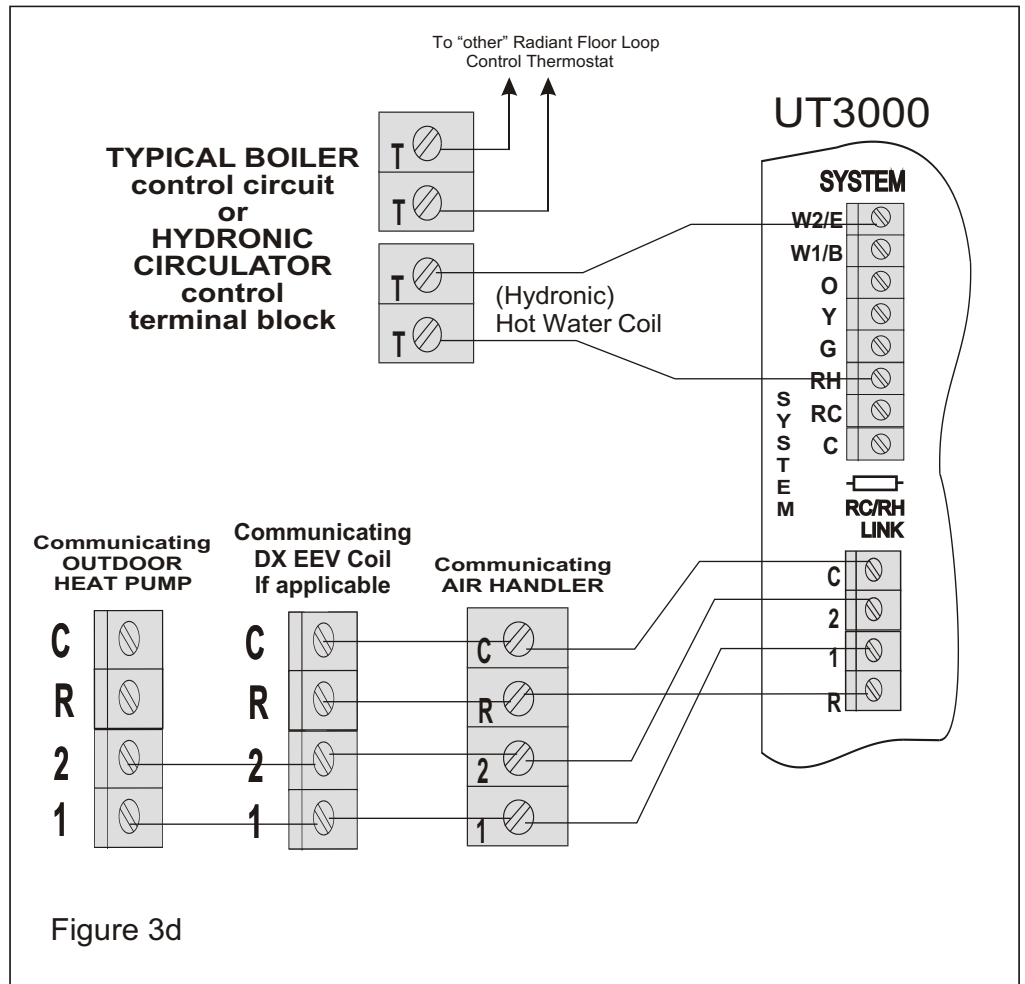 To “other” Radiant Floor Loop
Control Thermostat
UT3000
TYPICAL BOILER
control circuit
or
HYDRONIC
CIRCULATOR
control
terminal block
T
T
T
T
(Hydronic)
Hot Water Coil
SYSTEM
W2/E
W1/B
O
Y
G
RH
RC
C
SYSTEM
RC/RH
LINK
C
2
1
R
Communicating
OUTDOOR
HEAT PUMP
C
R
2
1
Communicating
DX EEV Coil
If applicable
C
R
2
1
Communicating
AIR HANDLER
C
R
2
1
Figure 3d